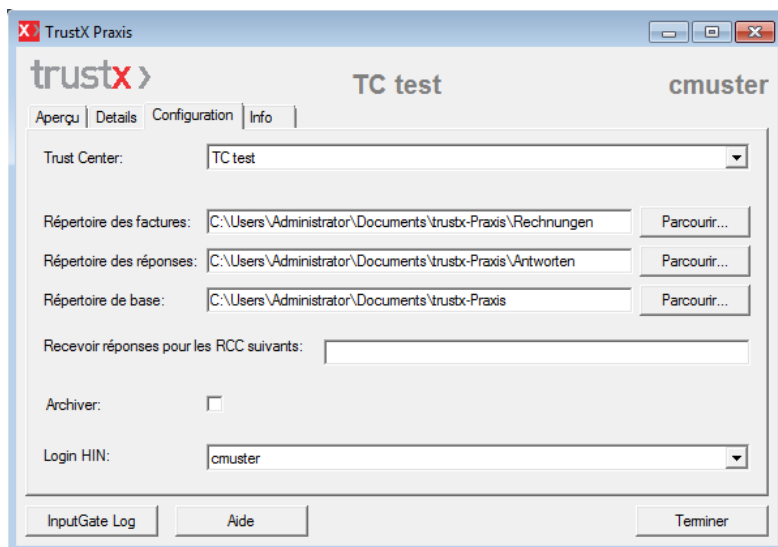 TrustX Praxis
trustx
TC test
cmuster
Aperçu Details Configuration Info
Trust Center: TC test
Répertoire des factures: C:\Users\Administrator\Documents\trustx-Praxis\Rechnungen Parcourir...
Répertoire des réponses: C:\Users\Administrator\Documents\trustx-Praxis\Antworten Parcourir...
Répertoire de base: C:\Users\Administrator\Documents\trustx-Praxis Parcourir...
Recevoir réponses pour les RCC suivants:
Archiver:
Login HIN: cmuster
InputGate Log Aide Terminer